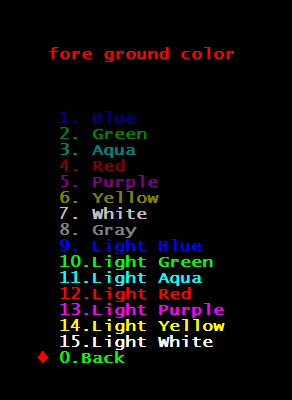 fore ground color
1. Blue
2. Green
3. Aqua
4. Red
5. Purple
6. Yellow
7. White
8. Gray
9. Light Blue
10.Light Green
11.Light Aqua
12.Light Red
13.Light Purple
14.Light Yellow
15.Light White
♦ 0.Back